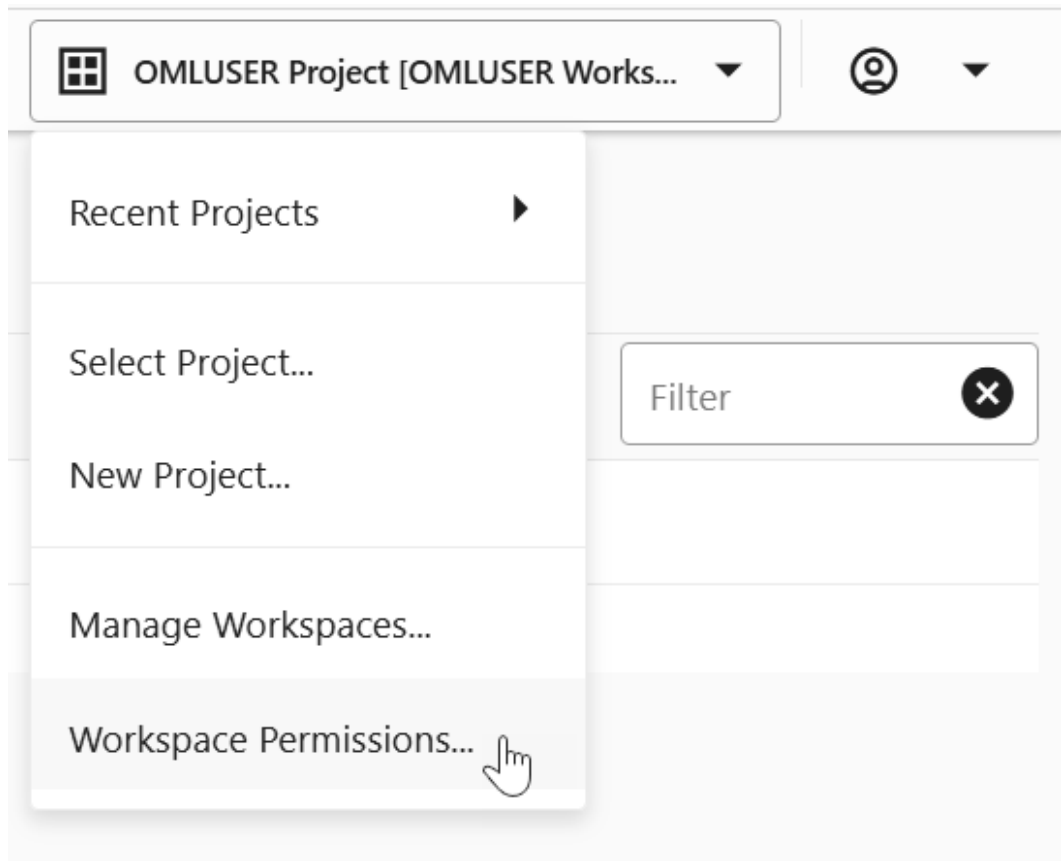 OMLUSER Project [OMLUSER Works...
Recent Projects
Select Project...
Filter
New Project...
Manage Workspaces...
Workspace Permissions...